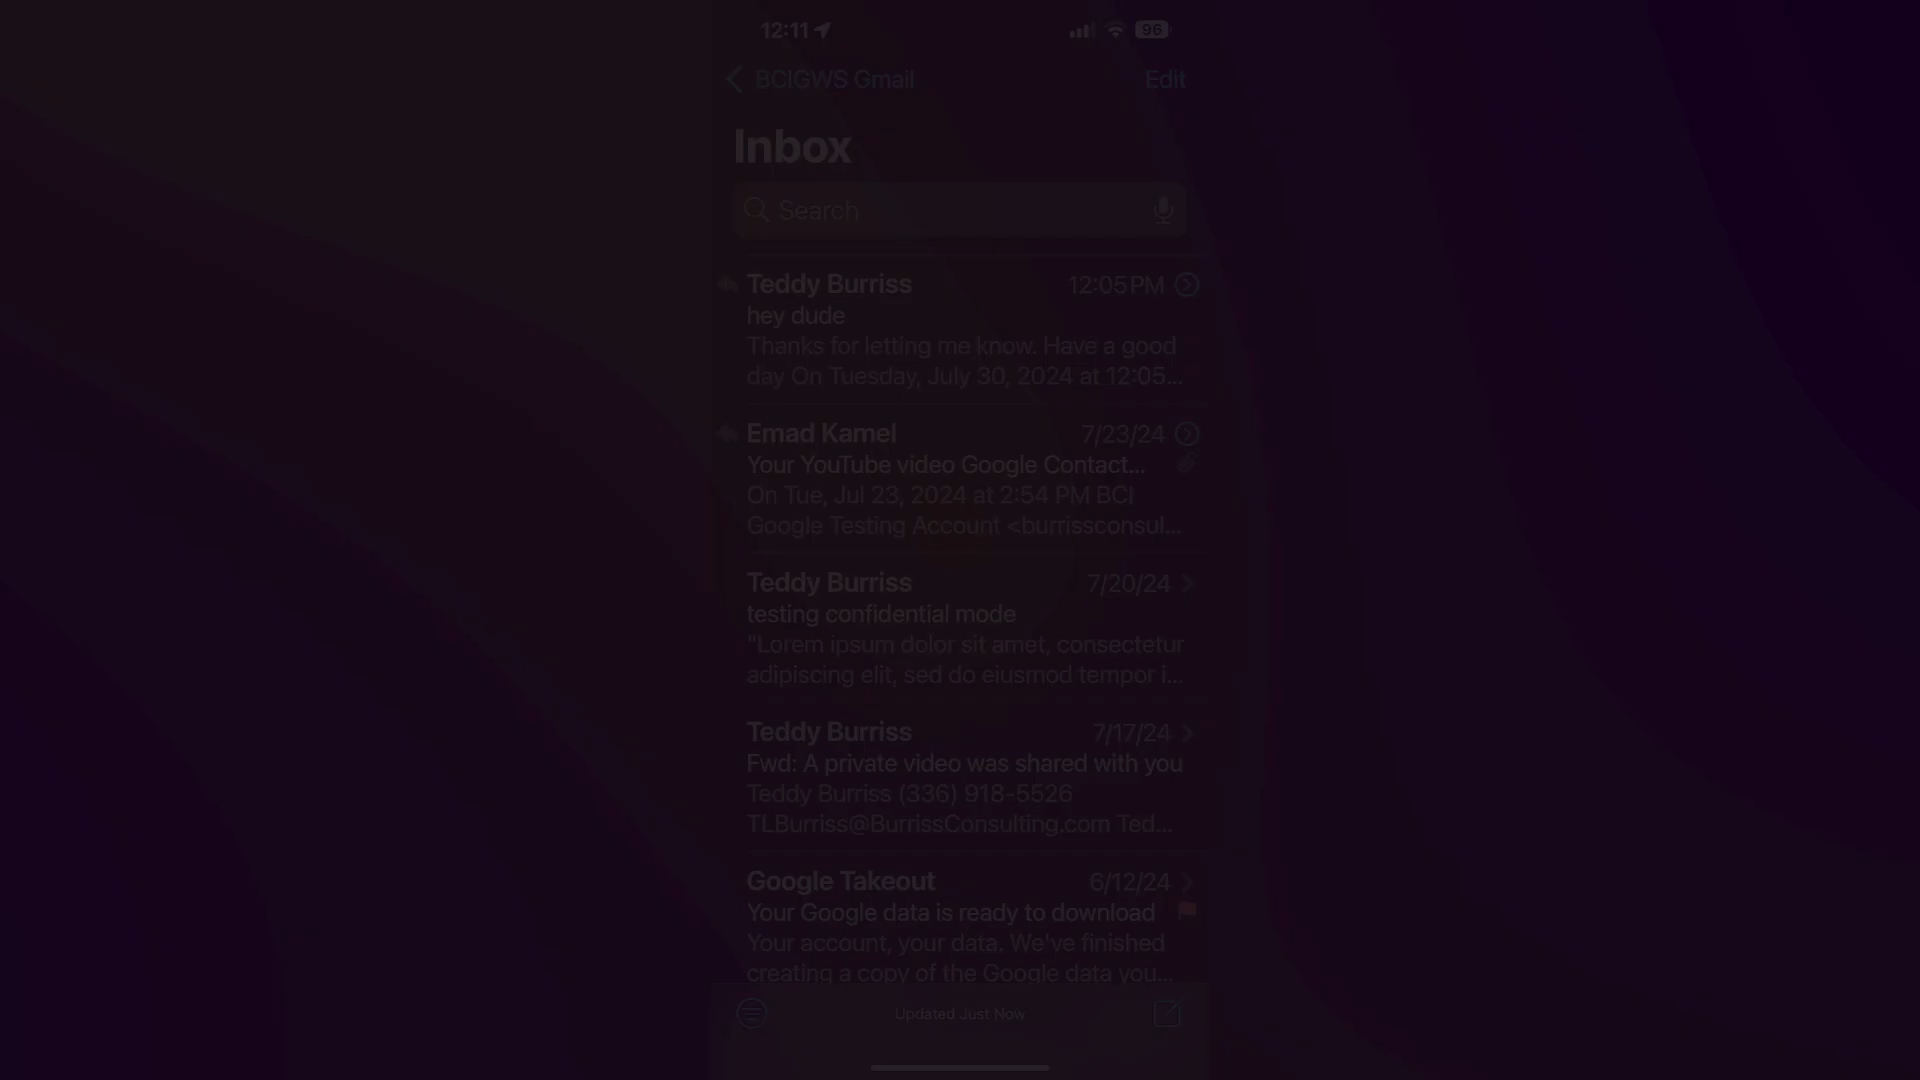 12:11
96
BCIGWS Gmail
Edit
Inbox
Search
Teddy Burriss
12:05 PM
hey dude
Thanks for letting me know. Have a good
day On Tuesday, July 30, 2024 at 12:05...
Emad Kamel
7/23/24
Your YouTube video Google Contact...
On Tue, Jul 23, 2024 at 2:54 PM BCI
Google Testing Account <burrissconsul...
Teddy Burriss
7/20/24
testing confidential mode
"Lorem ipsum dolor sit amet, consectetur
adipiscing elit, sed do eiusmod tempor i...
Teddy Burriss
7/17/24
Fwd: A private video was shared with you
Teddy Burriss (336) 918-5526
TLBurriss@BurrissConsulting.com Ted...
Google Takeout
6/12/24
Your Google data is ready to download
Your account, your data. We've finished
creating a copy of the Google data you...
Updated Just Now